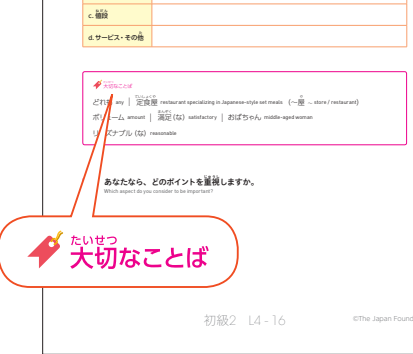 c. 値段
d. サービス・その他
大切なことば
どれも any | 定食屋 restaurant specializing in Japanese-style set meals (～屋 ~ store / restaurant)
ボリューム amount | 満足 (な) satisfactory | おばちゃん middle-aged woman
リーズナブル (な) reasonable
あなたなら、どのポイントを重視しますか。
Which aspect do you consider to be important?
たいせつ
大切なことば
初級2 L4 - 16
©The Japan Found